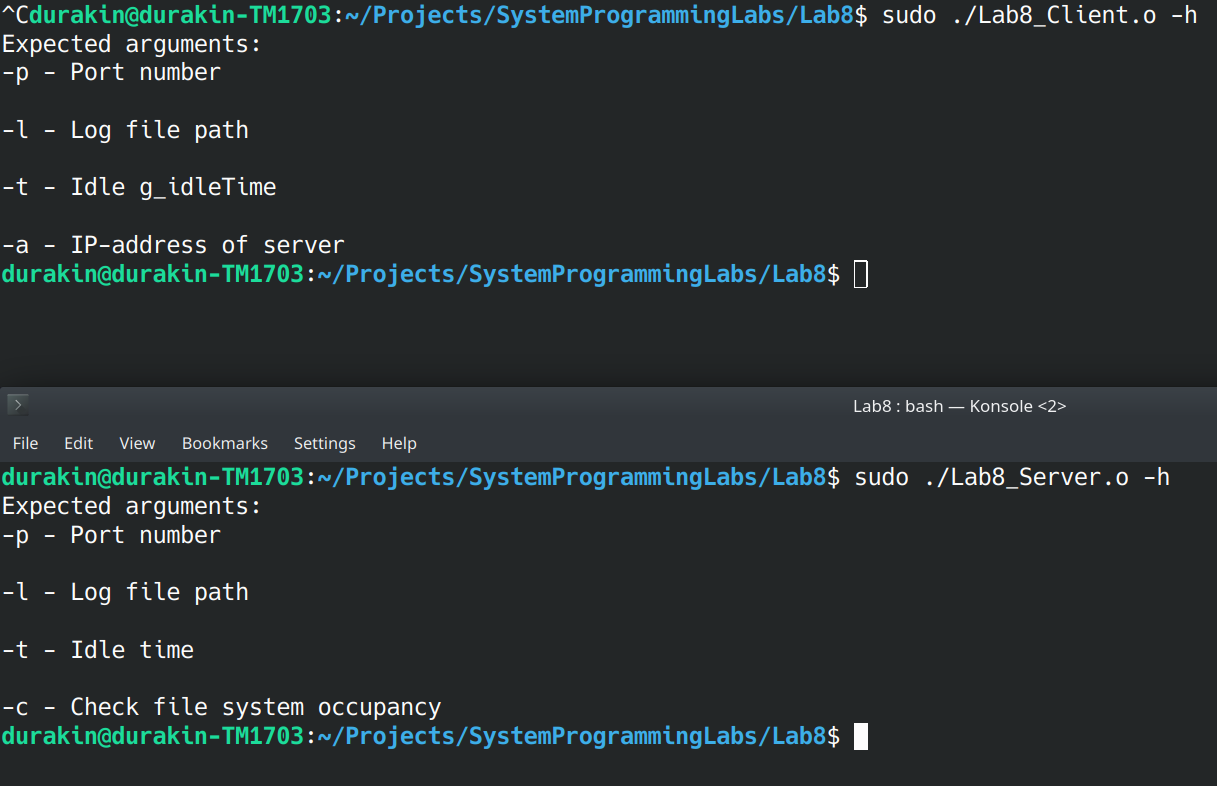 ^Cdurakin@durakin-TM1703:~/Projects/SystemProgrammingLabs/Lab8$ sudo ./Lab8_Client.o -h
Expected arguments:
-p - Port number
-l - Log file path
-t - Idle g_idleTime
-a - IP-address of server
durakin@durakin-TM1703:~/Projects/SystemProgrammingLabs/Lab8$
Lab8 : bash — Konsole <2>
File Edit View Bookmarks Settings Help
durakin@durakin-TM1703:~/Projects/SystemProgrammingLabs/Lab8$ sudo ./Lab8_Server.o -h
Expected arguments:
-p - Port number
-l - Log file path
-t - Idle time
-c - Check file system occupancy
durakin@durakin-TM1703:~/Projects/SystemProgrammingLabs/Lab8$